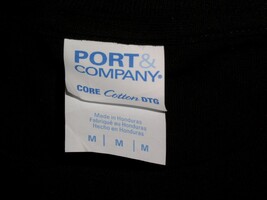 PORT&
COMPANY®
CORE Cotton DTG
Made in Honduras
Fabriqué au Honduras
Hecho en Honduras
M | M | M